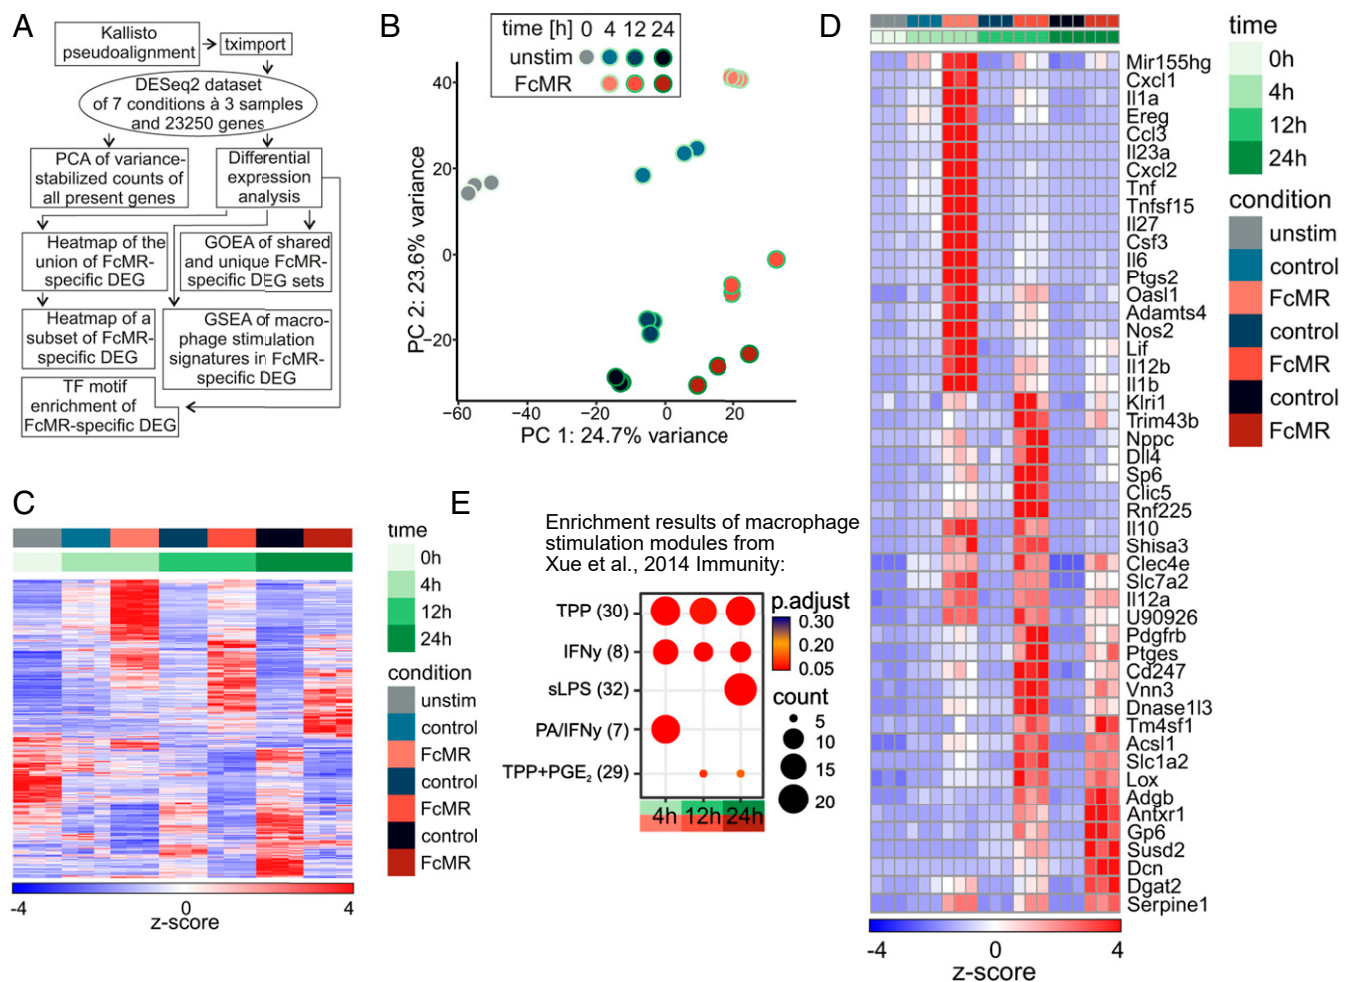 A
Kallisto
pseudoalignment
tximport
DESeq2 dataset
of 7 conditions à 3 samples
and 23250 genes
PCA of variance-
stabilized counts of
all present genes
Differential
expression
analysis
Heatmap of the
union of FcMR-
specific DEG
GOEA of shared
and unique FcMR-
specific DEG sets
Heatmap of a
subset of FcMR-
specific DEG
GSEA of macro-
phage stimulation
signatures in FcMR-
specific DEG
TF motif
enrichment of
FcMR-specific DEG
B
time [h] 0 4 12 24
unstim
FcMR
40
20
0
−20
PC 2: 23.6% variance
−60
−40
−20
0
20
PC 1: 24.7% variance
C
time
0h
4h
12h
24h
condition
unstim
control
FcMR
control
FcMR
control
FcMR
-4
0
4
z-score
D
Mir155hg
Cxcl1
Il1a
Ereg
Ccl3
Il23a
Cxcl2
Tnf
Tnfsf15
Il27
Csf3
Il6
Ptgs2
Oasl1
Adamts4
Nos2
Lif
Il12b
Il1b
Klri1
Trim43b
Nppc
Dll4
Sp6
Clic5
Rnf225
Il10
Shisa3
Clec4e
Slc7a2
Il12a
U90926
Pdgfrb
Ptges
Cd247
Vnn3
Dnase1l3
Tm4sf1
Acsl1
Slc1a2
Lox
Adgb
Antxr1
Gp6
Susd2
Dcn
Dgat2
Serpine1
-4
0
4
z-score
time
0h
4h
12h
24h
condition
unstim
control
FcMR
control
FcMR
control
FcMR
E
Enrichment results of macrophage
stimulation modules from
Xue et al., 2014 Immunity:
TPP (30)
IFNy (8)
sLPS (32)
PA/IFNy (7)
TPP+PGE₂ (29)
4h 12h 24h
p.adjust
0.30
0.20
0.05
count
5
10
15
20